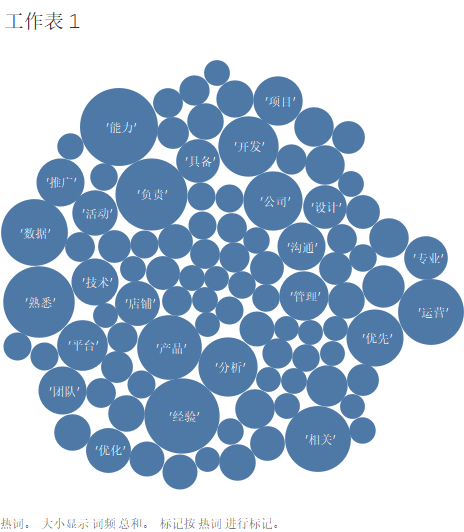 工作表 1
'项目'
'能力'
'开发'
'具备'
'推广'
'负责'
'公司'
'设计'
'活动'
'数据'
'沟通'
'专业'
'技术'
'熟悉'
'店铺'
'管理'
'运营'
'平台'
'产品'
'优先'
'分析'
'团队'
'经验'
'相关'
'优化'
热词。 大小显示 词频 总和。 标记按 热词 进行标记。